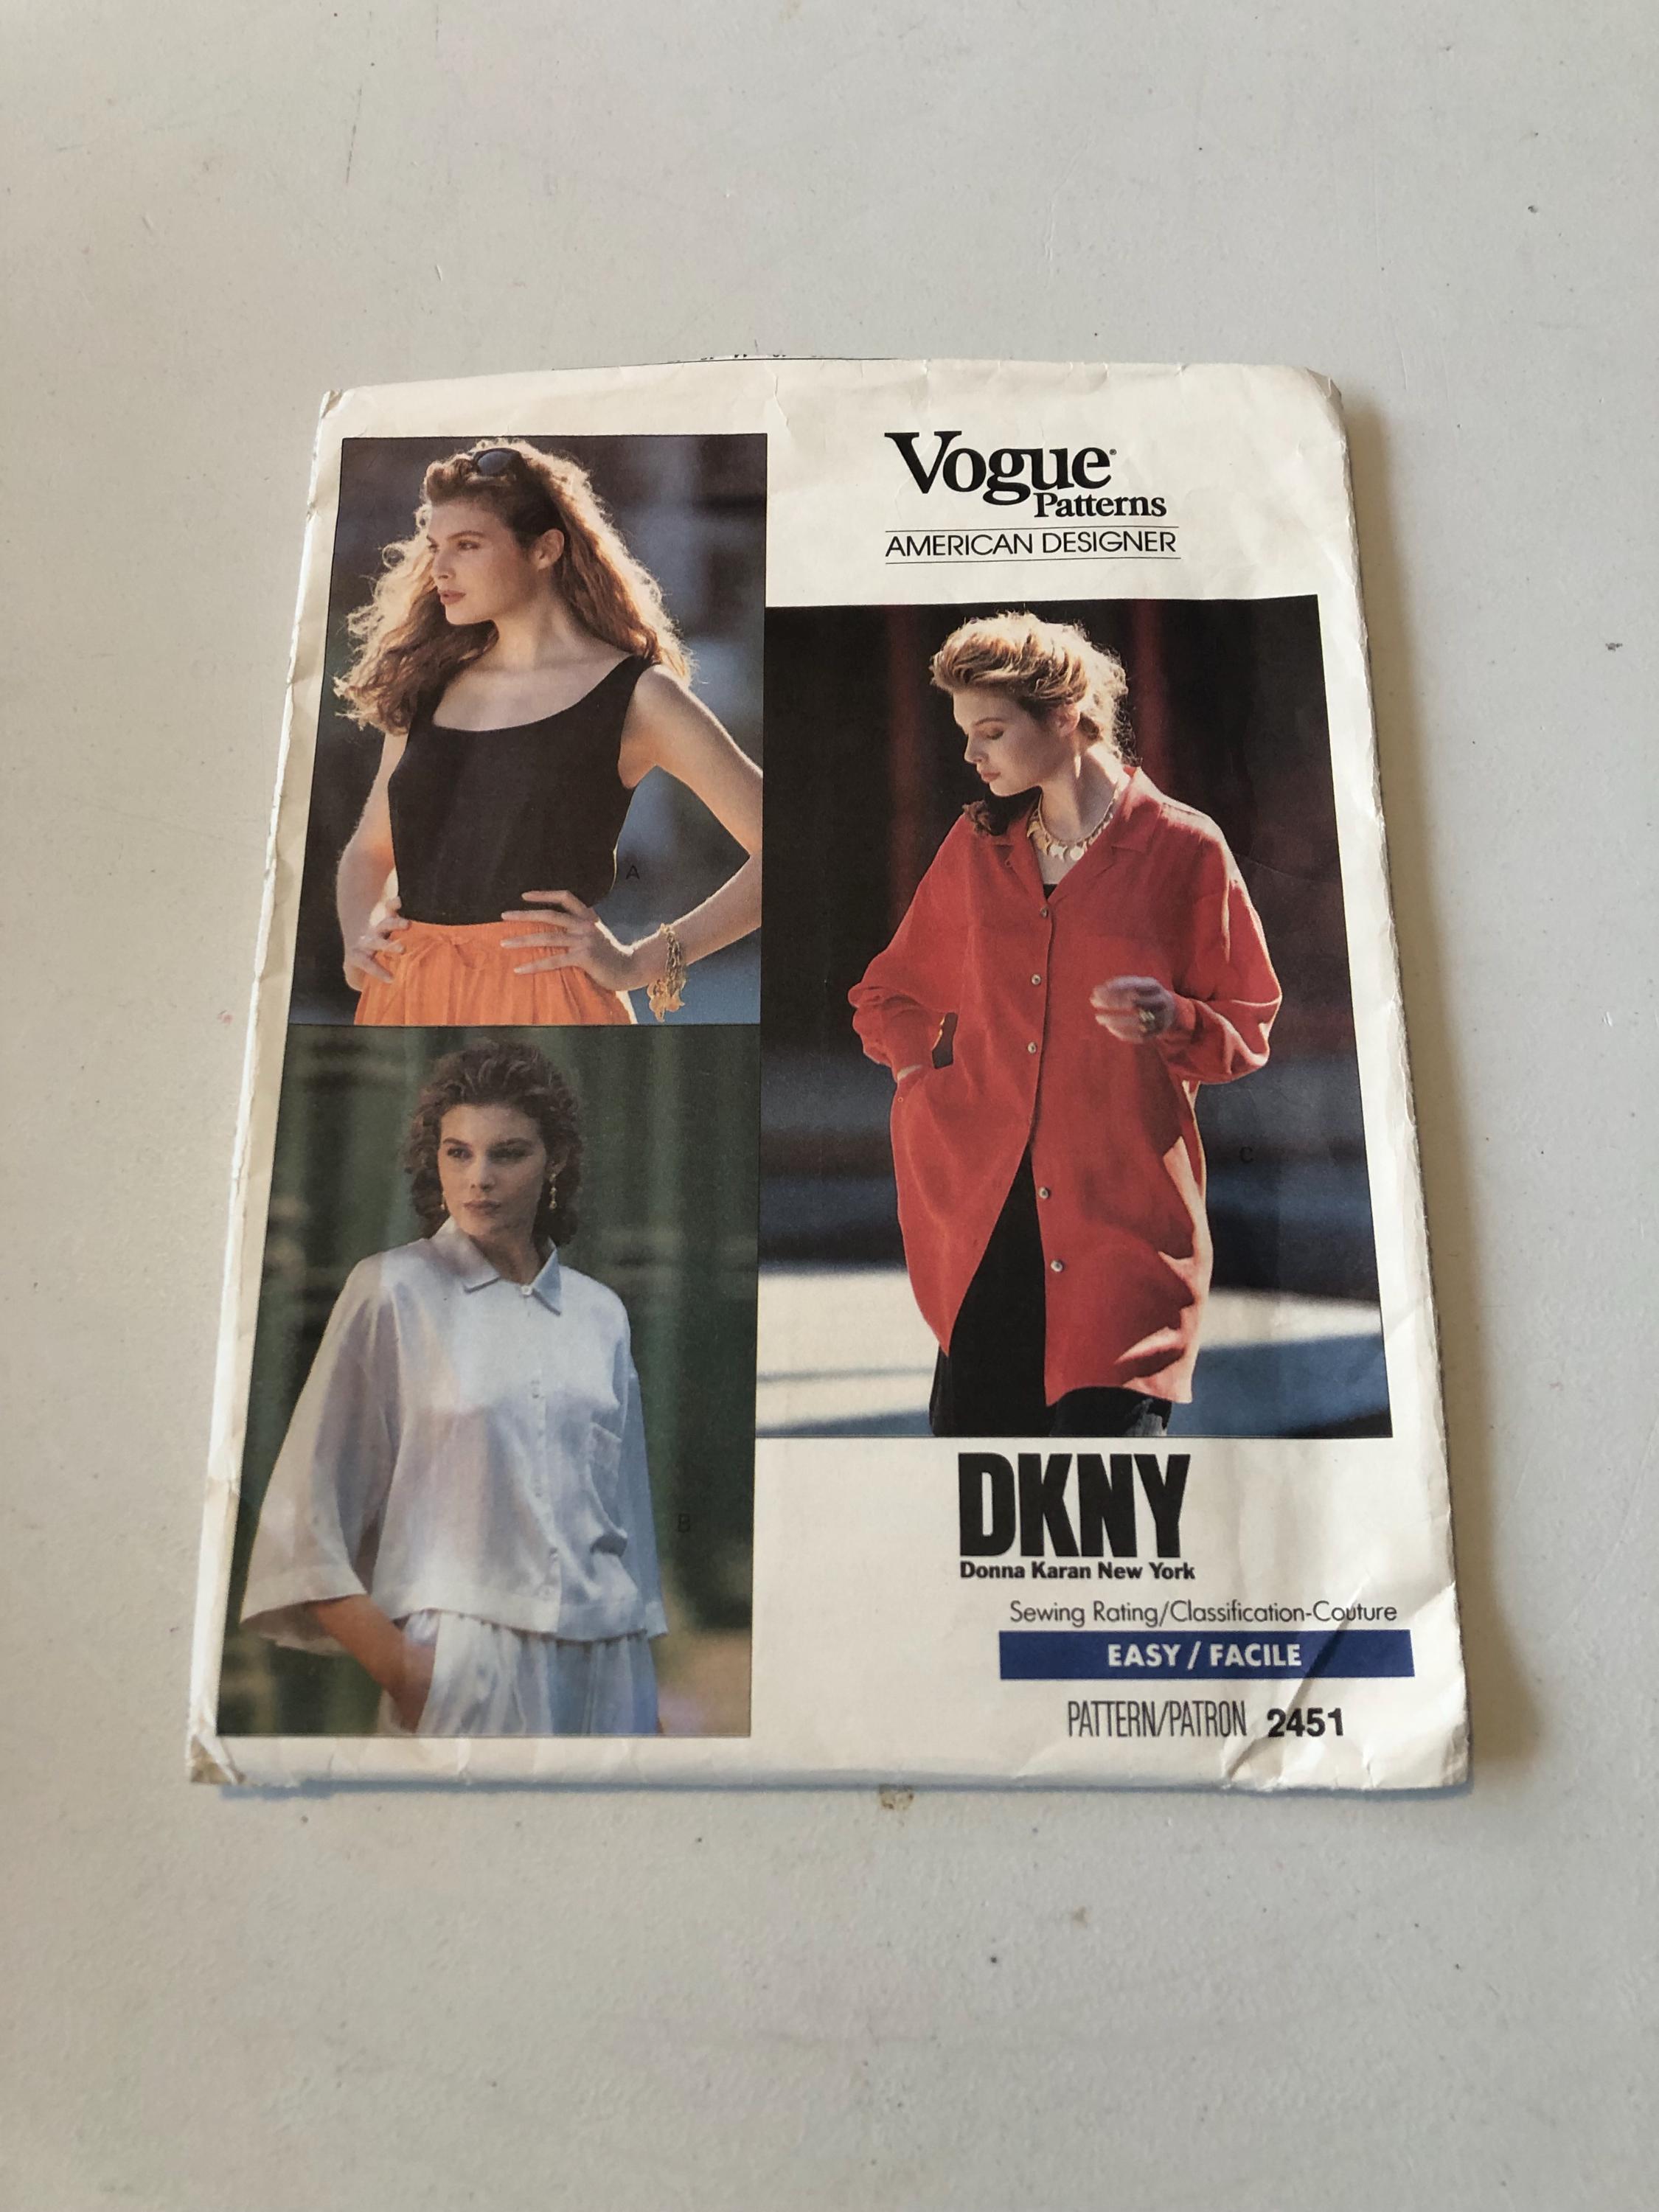 Vogue®
Patterns
AMERICAN DESIGNER
A
B
C
DKNY
Donna Karan New York
Sewing Rating/Classification-Couture
EASY / FACILE
PATTERN/PATRON 2451